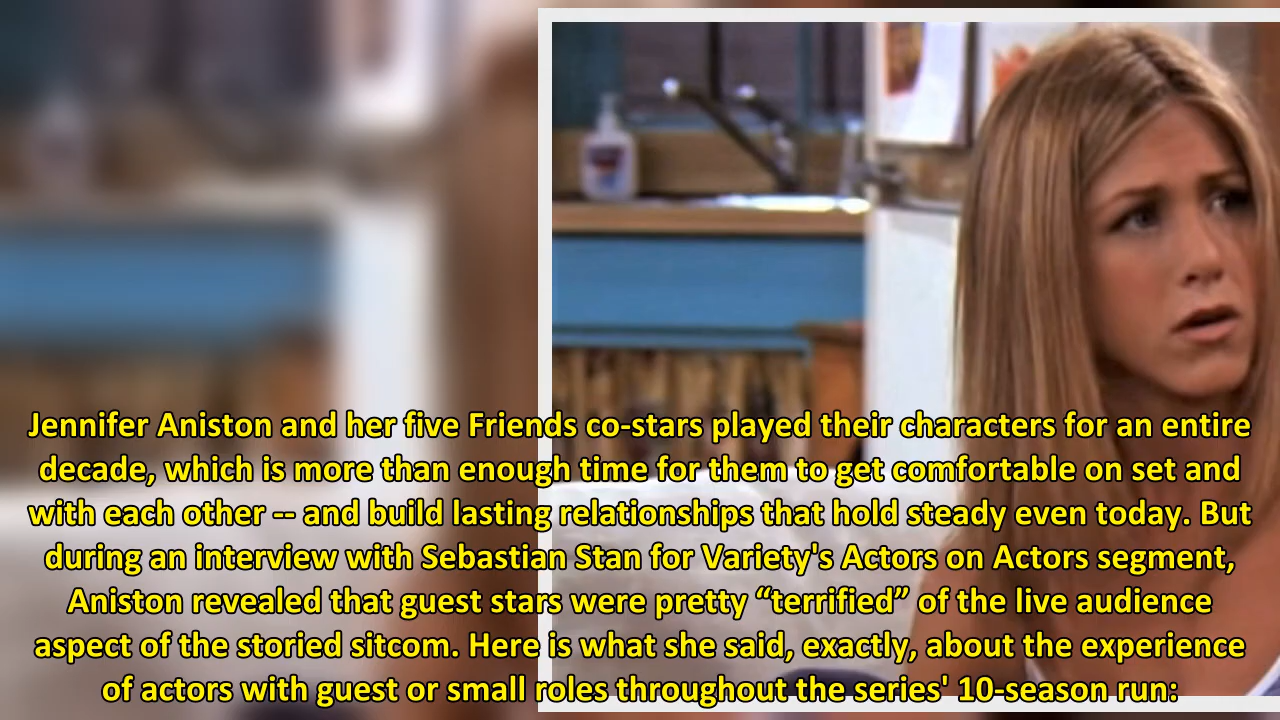 Jennifer Aniston and her five Friends co-stars played their characters for an entire
decade, which is more than enough time for them to get comfortable on set and
with each other -- and build lasting relationships that hold steady even today. But
during an interview with Sebastian Stan for Variety's Actors on Actors segment,
Aniston revealed that guest stars were pretty “terrified” of the live audience
aspect of the storied sitcom. Here is what she said, exactly, about the experience
of actors with guest or small roles throughout the series' 10-season run: